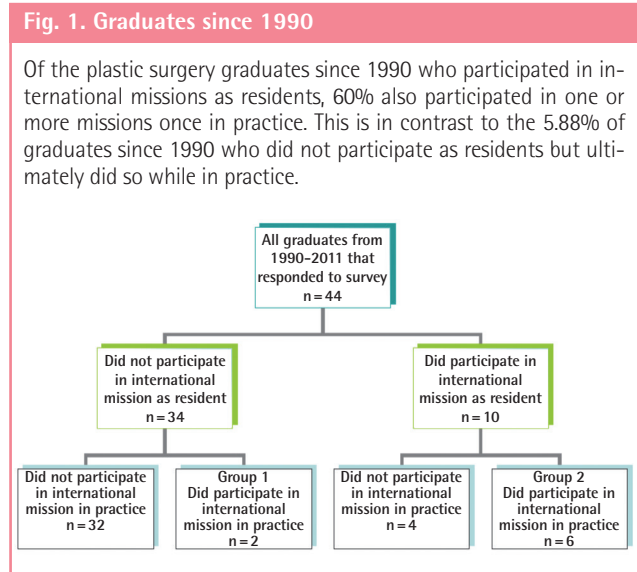 Fig. 1. Graduates since 1990
Of the plastic surgery graduates since 1990 who participated in in-
ternational missions as residents, 60% also participated in one or
more missions once in practice. This is in contrast to the 5.88% of
graduates since 1990 who did not participate as residents but ulti-
mately did so while in practice.
All graduates from
1990-2011 that
responded to survey
n=44
Did not participate
in international
mission as resident
n=34
Did participate in
international
mission as resident
n=10
Did not participate
in international
mission in practice
n=32
Group 1
Did participate in
international
mission in practice
n=2
Did not participate
in international
mission in practice
n=4
Group 2
Did participate in
international
mission in practice
n=6